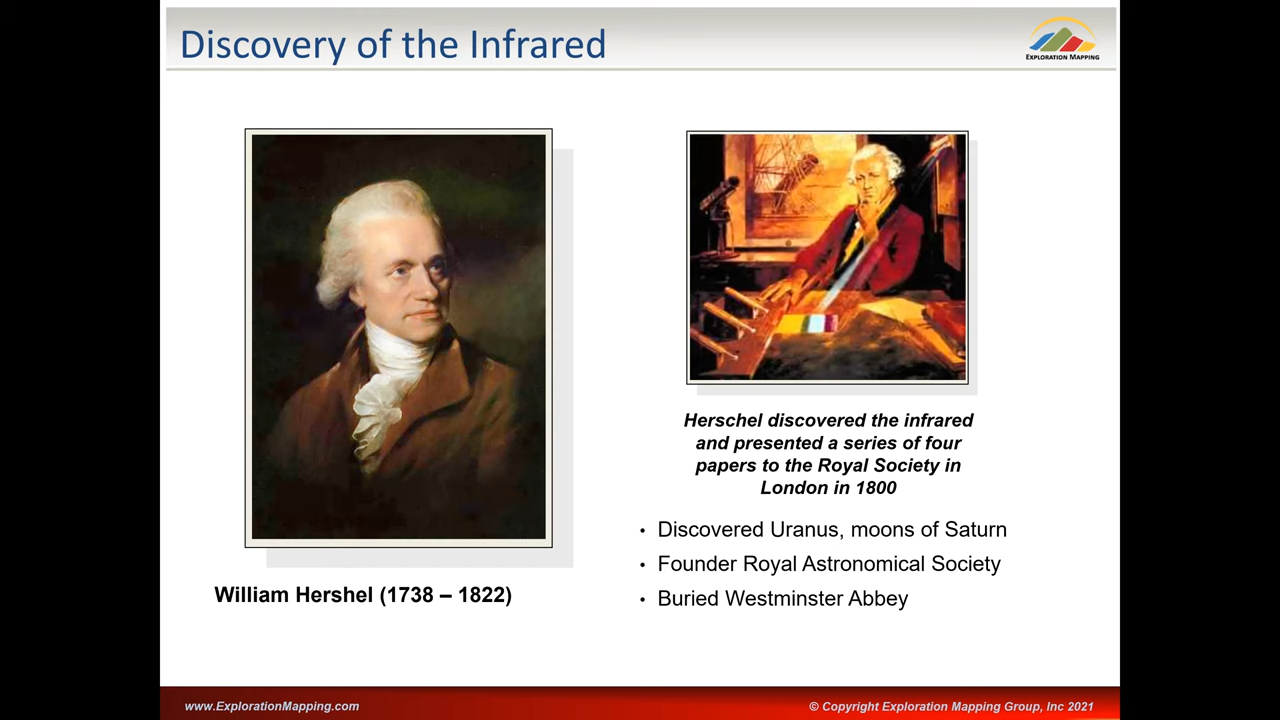 Discovery of the Infrared
EXPLORATION MAPPING
William Hershel (1738 – 1822)
Herschel discovered the infrared
and presented a series of four
papers to the Royal Society in
London in 1800
• Discovered Uranus, moons of Saturn
• Founder Royal Astronomical Society
• Buried Westminster Abbey
www.ExplorationMapping.com
© Copyright Exploration Mapping Group, Inc 2021